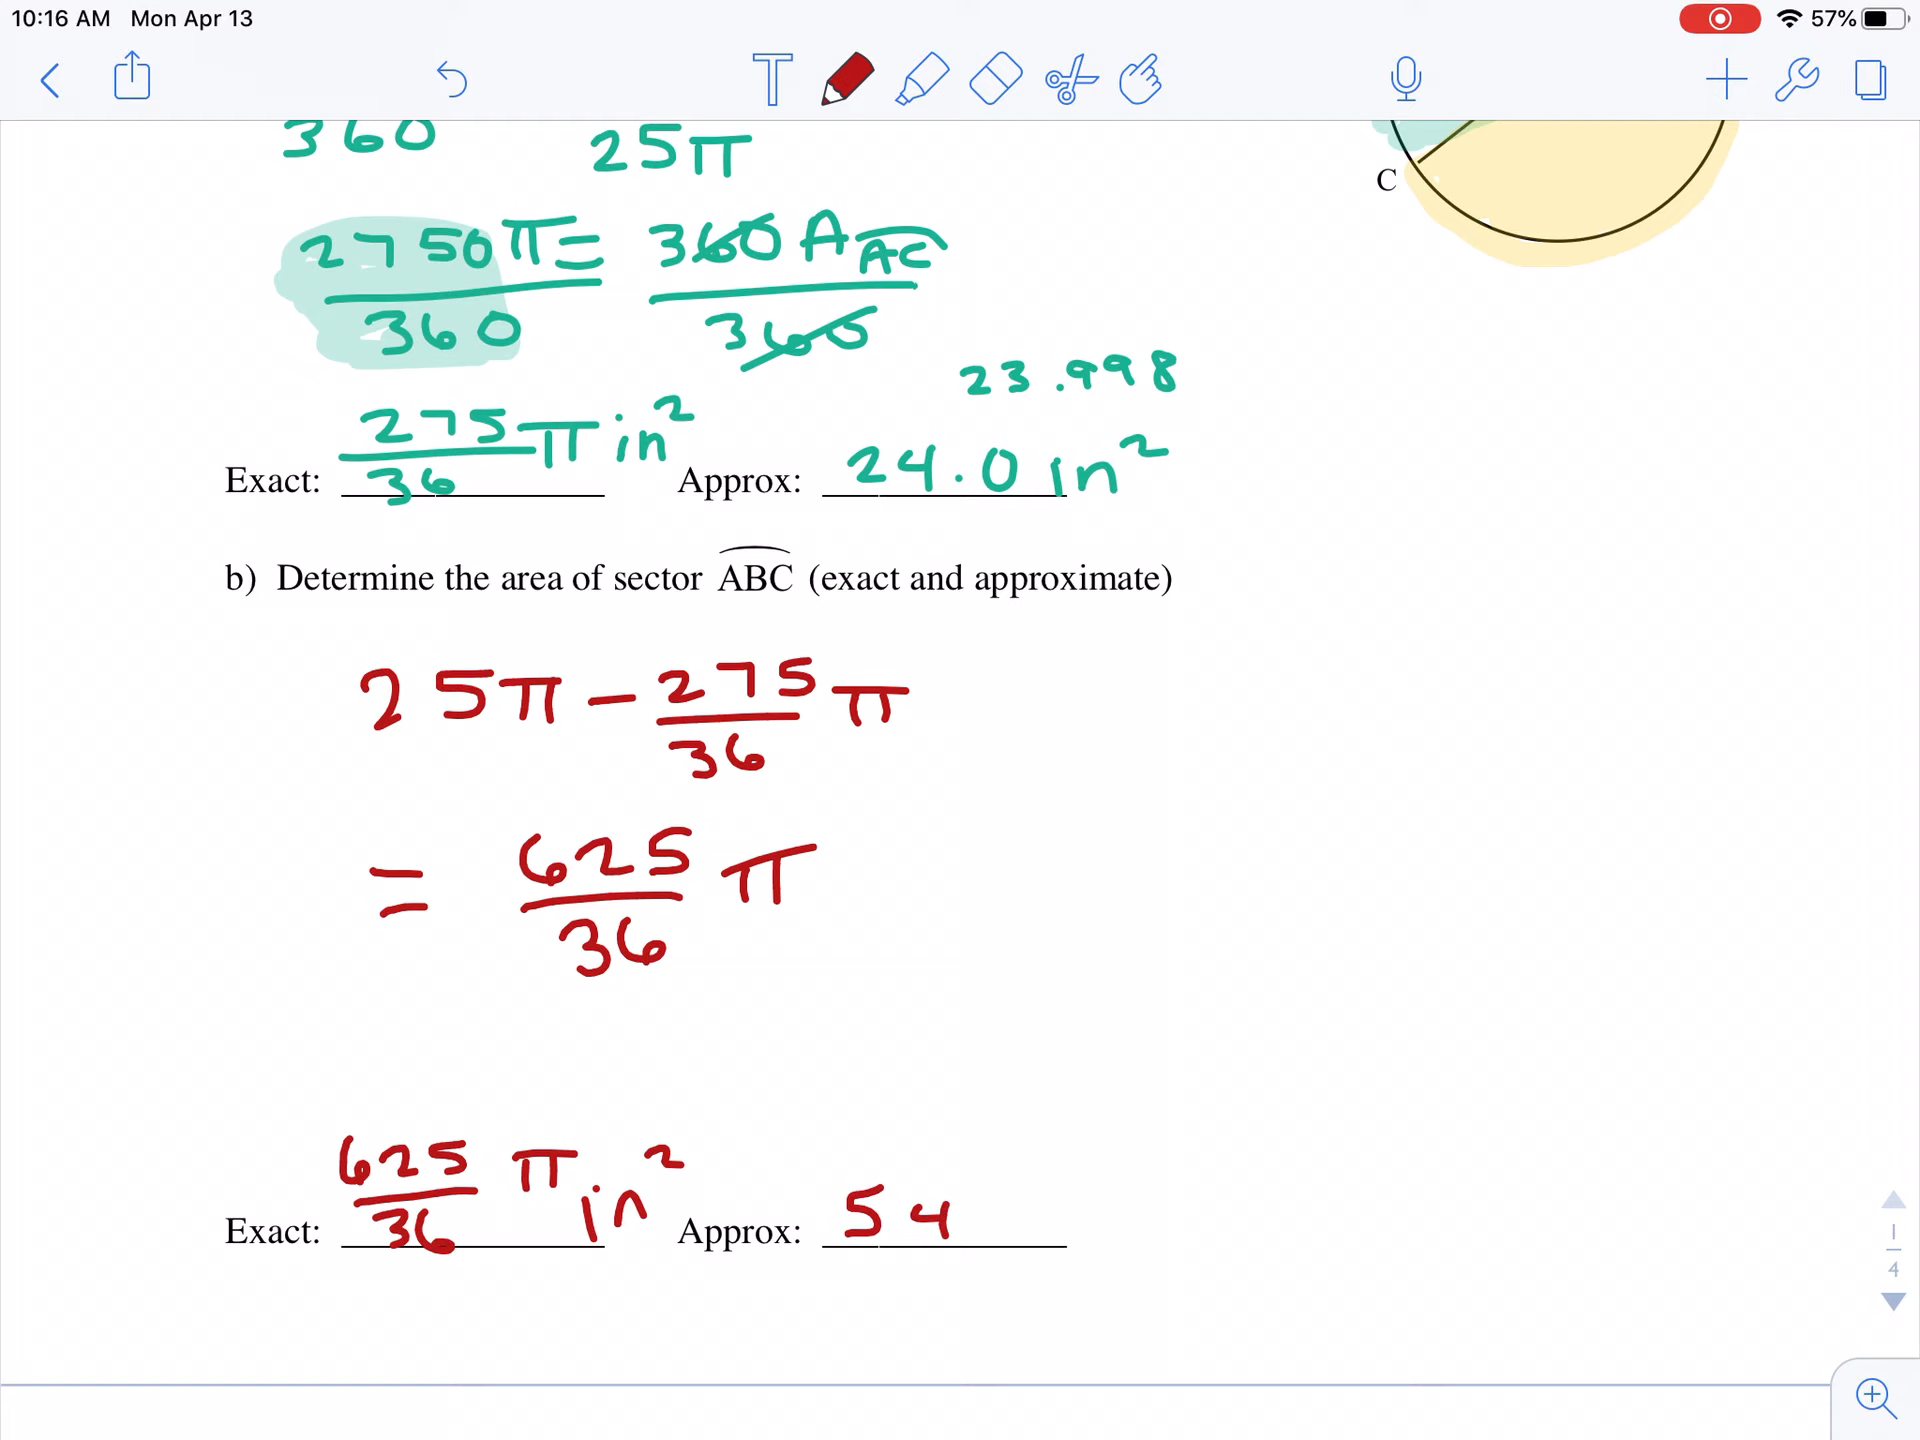 10:16 AM Mon Apr 13
57%
T
360 25π
C
2750π = 360 A AC
360 360
23.998
275 π in²
36
Exact: Approx: 24.0 in²
b) Determine the area of sector ABC (exact and approximate)
25π - 275 π
36
= 625 π
36
625 π in²
36
Exact: Approx: 54
1
4